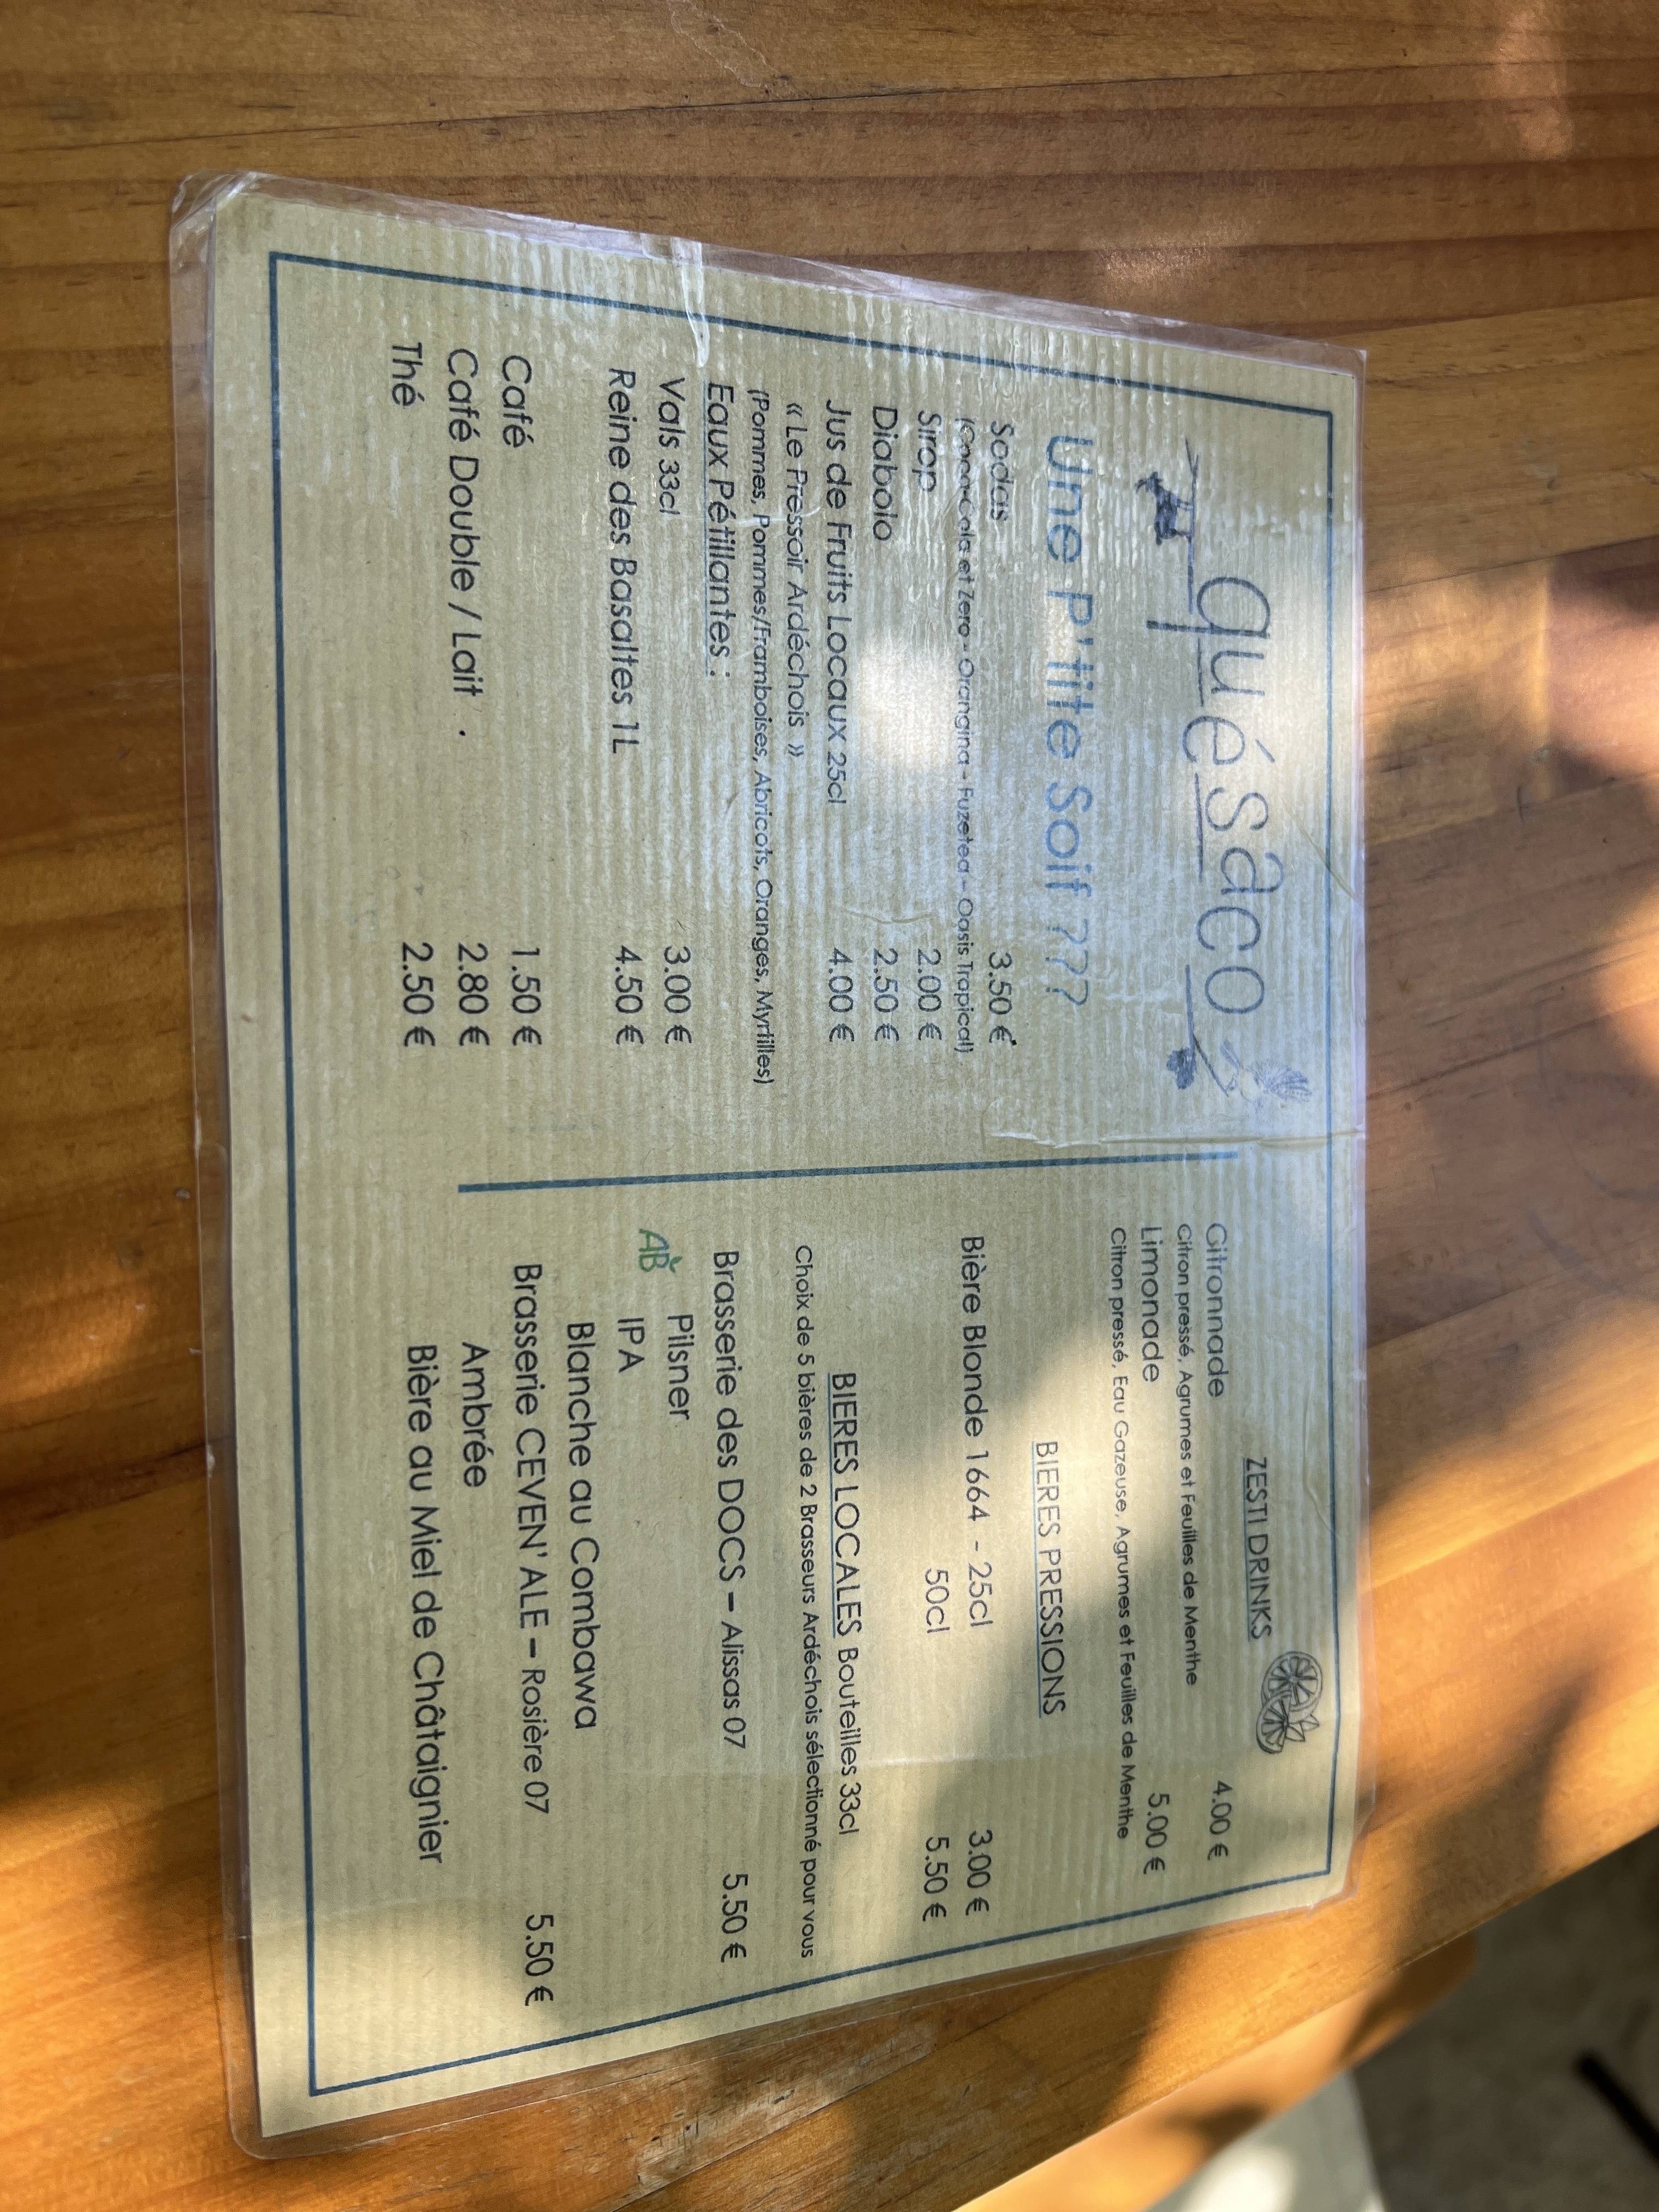 quésaco
Une P'tite Soif ???
Sodas 3.50 €
(Coca-Cola et Zero - Orangina - Fuzetea - Oasis Tropical)
Sirop 2.00 €
Diabolo 2.50 €
Jus de Fruits Locaux 25cl 4.00 €
« Le Pressoir Ardéchois »
(Pommes, Pommes/Framboises, Abricots, Oranges, Myrtilles)
Eaux Pétillantes :
Vals 33cl 3.00 €
Reine des Basaltes 1L 4.50 €
Café 1.50 €
Café Double / Lait . 2.80 €
Thé 2.50 €
ZESTI DRINKS
Citronnade 4.00 €
Citron pressé, Agrumes et Feuilles de Menthe
Limonade 5.00 €
Citron pressé, Eau Gazeuse, Agrumes et Feuilles de Menthe
BIERES PRESSIONS
Bière Blonde 1664 - 25cl 3.00 €
50cl 5.50 €
BIERES LOCALES Bouteilles 33cl
Choix de 5 bières de 2 Brasseurs Ardéchois sélectionné pour vous
Brasserie des DOCS – Alissas 07 5.50 €
Pilsner
AB IPA
Blanche au Combawa
Brasserie CEVEN' ALE – Rosière 07 5.50 €
Ambrée
Bière au Miel de Châtaignier